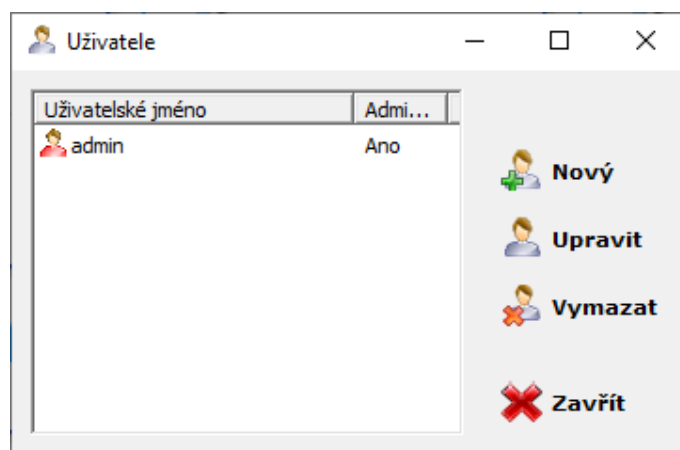 Uživatele
Uživatelské jméno Admi...
admin Ano
Nový
Upravit
Vymazat
Zavřít